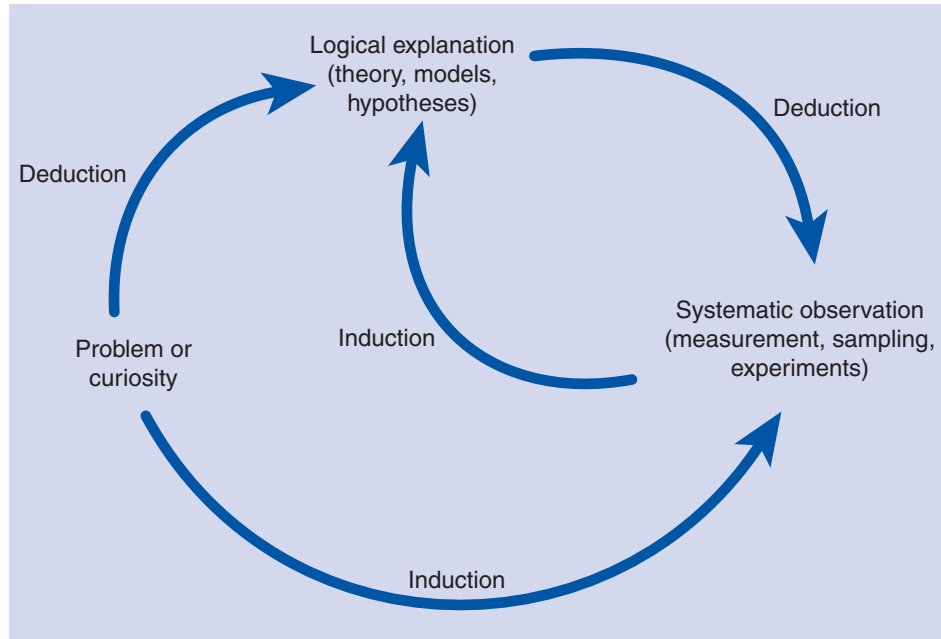 Logical explanation
(theory, models,
hypotheses)
Deduction
Deduction
Systematic observation
(measurement, sampling,
experiments)
Induction
Problem or
curiosity
Induction